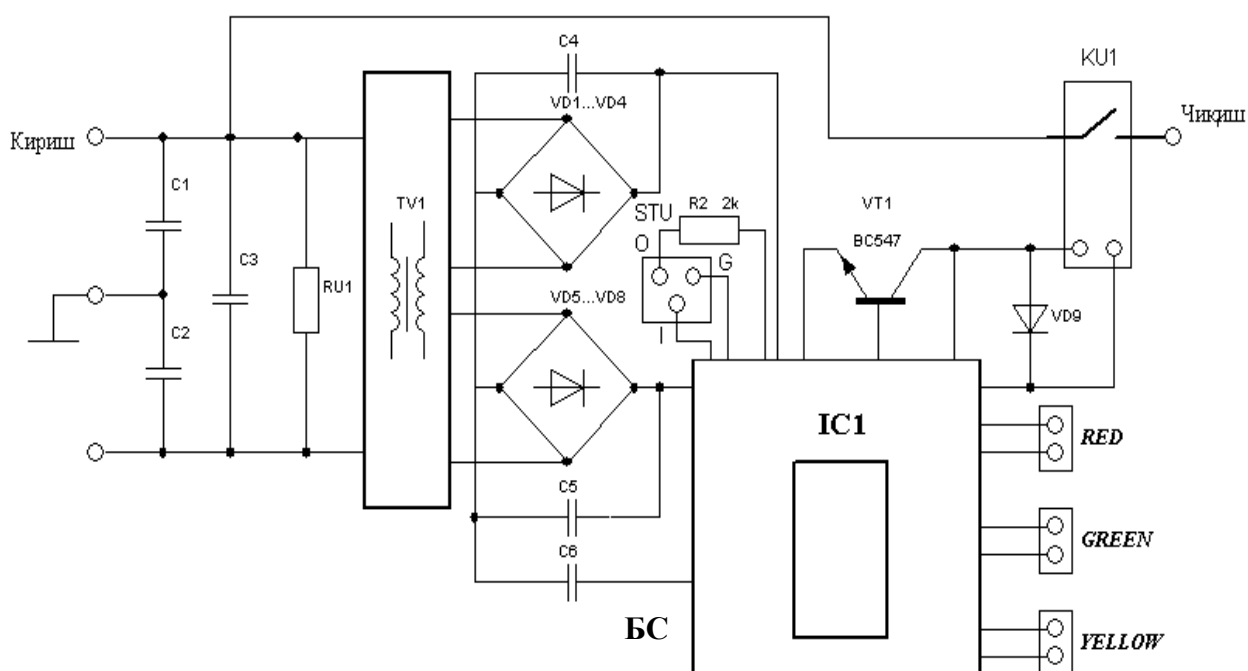 C4
KU1
VD1...VD4
Кириш
Чиқиш
C1
TV1
STU
R2 2k
VT1
O
BC547
G
C3
RU1
VD5...VD8
C2
I
VD9
IC1
RED
C5
GREEN
C6
БС
YELLOW